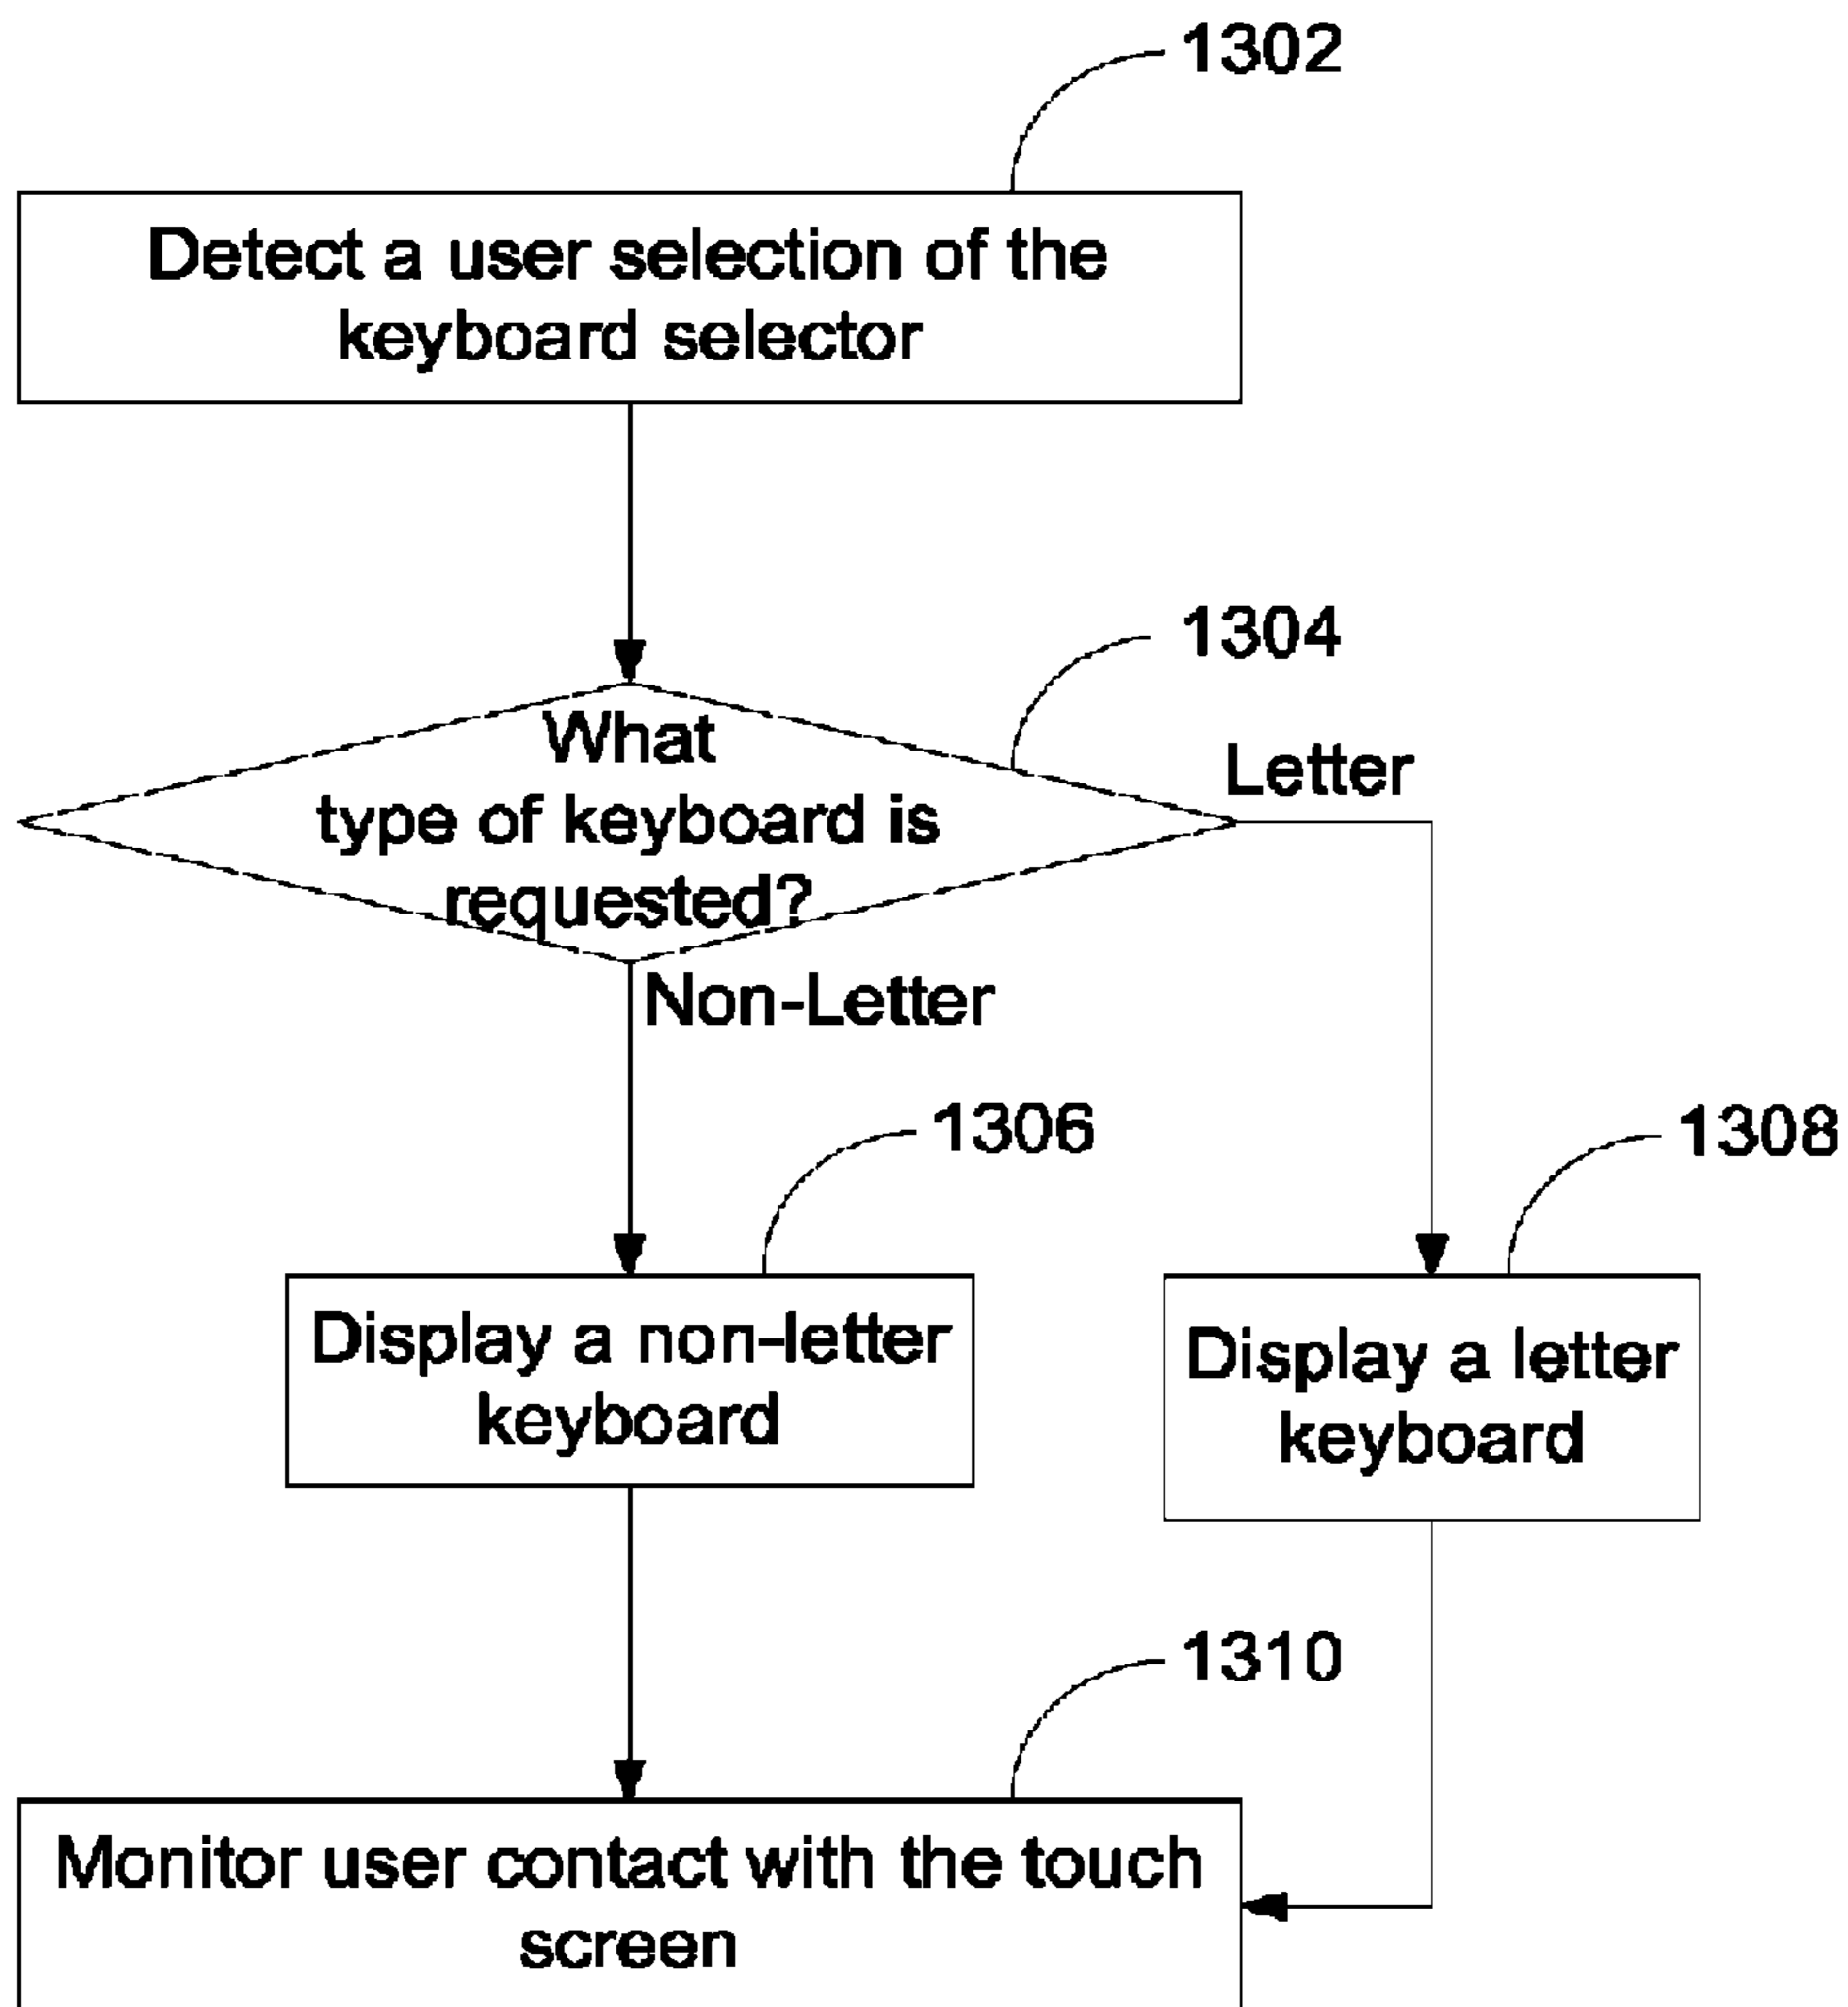 1302
Detect a user selection of the
keyboard selector
1304
What
type of keyboard is
requested?
Letter
Non-Letter
1306
1308
Display a non-letter
keyboard
Display a letter
keyboard
1310
Monitor user contact with the touch
screen